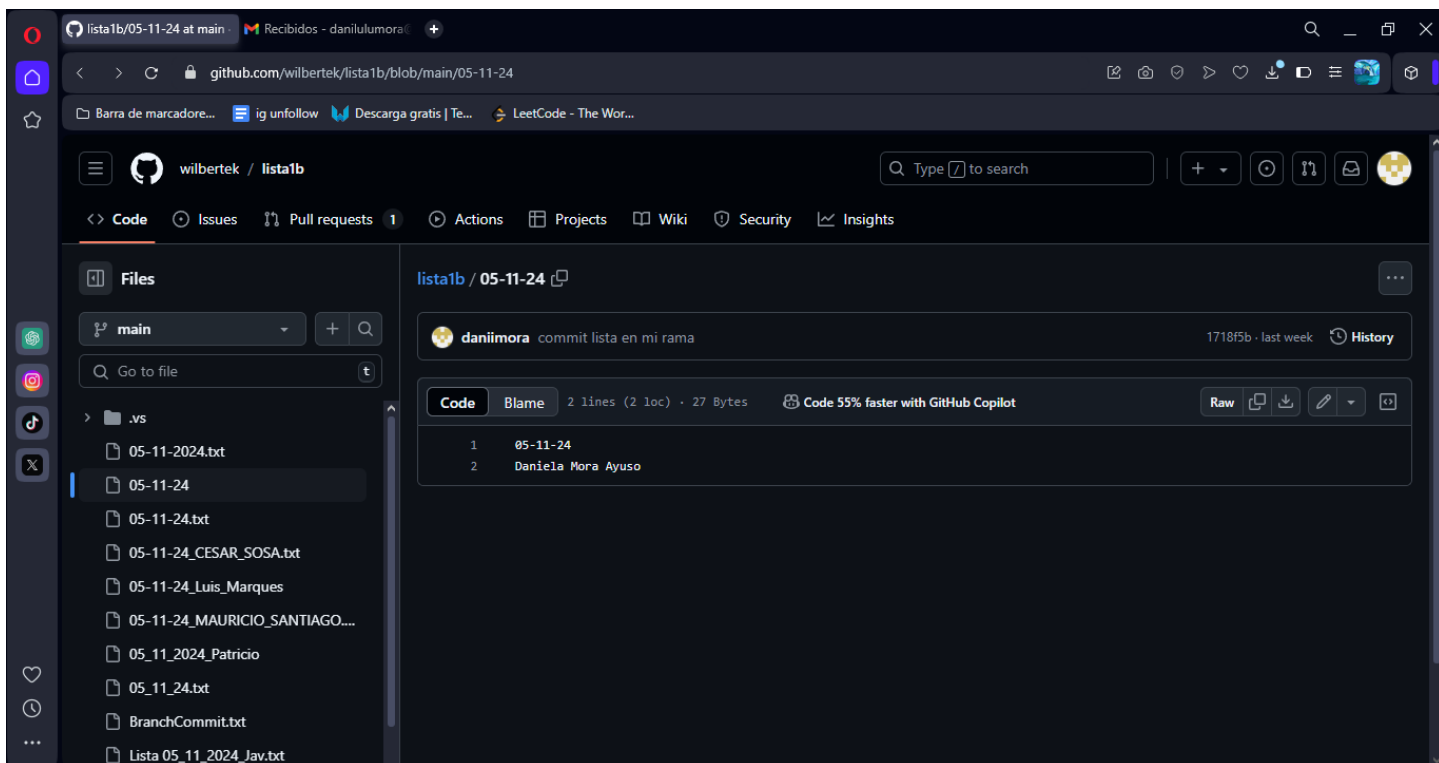 lista1b/05-11-24 at main ·
Recibidos - danilulumora
github.com/wilbertek/lista1b/blob/main/05-11-24
Barra de marcadore...
ig unfollow
Descarga gratis | Te...
LeetCode - The Wor...
wilbertek / lista1b
Type / to search
Code
Issues
Pull requests 1
Actions
Projects
Wiki
Security
Insights
Files
lista1b / 05-11-24
main
daniimora commit lista en mi rama
1718f5b · last week
History
Go to file
t
Code
Blame
2 lines (2 loc) · 27 Bytes
Code 55% faster with GitHub Copilot
Raw
1 05-11-24
2 Daniela Mora Ayuso
.vs
05-11-2024.txt
05-11-24
05-11-24.txt
05-11-24_CESAR_SOSA.txt
05-11-24_Luis_Marques
05-11-24_MAURICIO_SANTIAGO....
05_11_2024_Patricio
05_11_24.txt
BranchCommit.txt
Lista 05_11_2024_Jav.txt